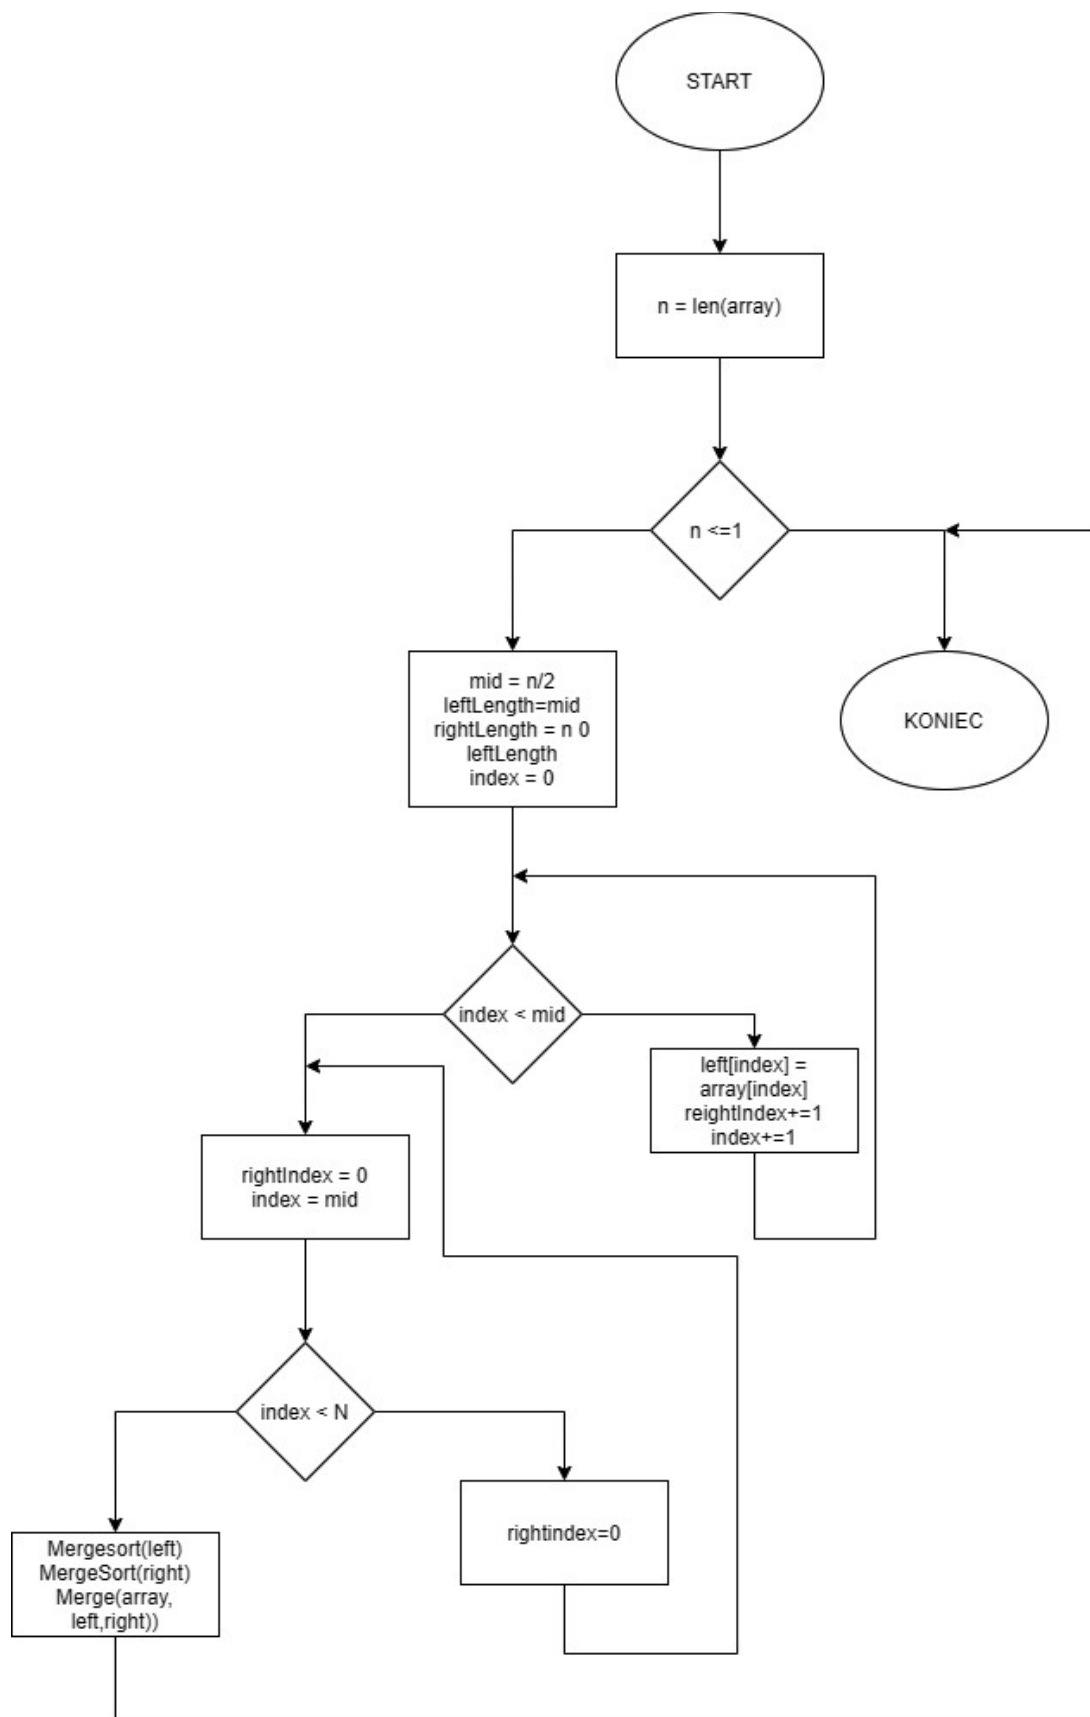 START
n = len(array)
n <=1
mid = n/2
leftLength=mid
rightLength = n 0
leftLength
index = 0
KONIEC
index < mid
left[index] =
array[index]
reightIndex+=1
index+=1
rightIndex = 0
index = mid
index < N
rightindex=0
Mergesort(left)
MergeSort(right)
Merge(array,
left,right))